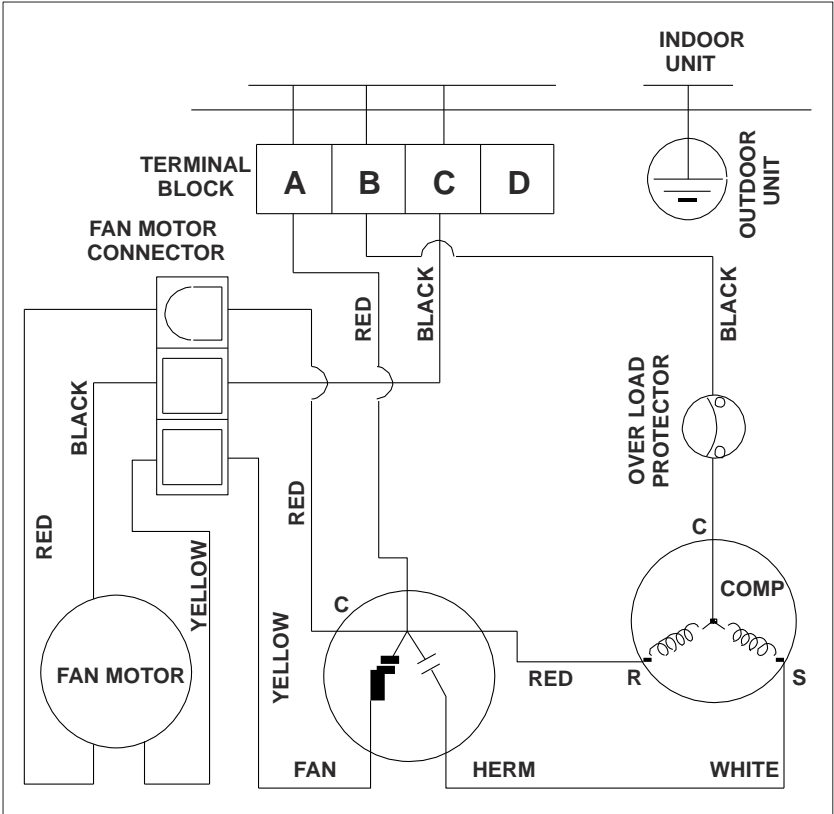 INDOOR
UNIT
TERMINAL
BLOCK
A
B
C
D
OUTDOOR
UNIT
FAN MOTOR
CONNECTOR
RED
BLACK
BLACK
BLACK
OVER LOAD
PROTECTOR
RED
RED
YELLOW
C
COMP
C
YELLOW
FAN MOTOR
RED
R
S
FAN
HERM
WHITE